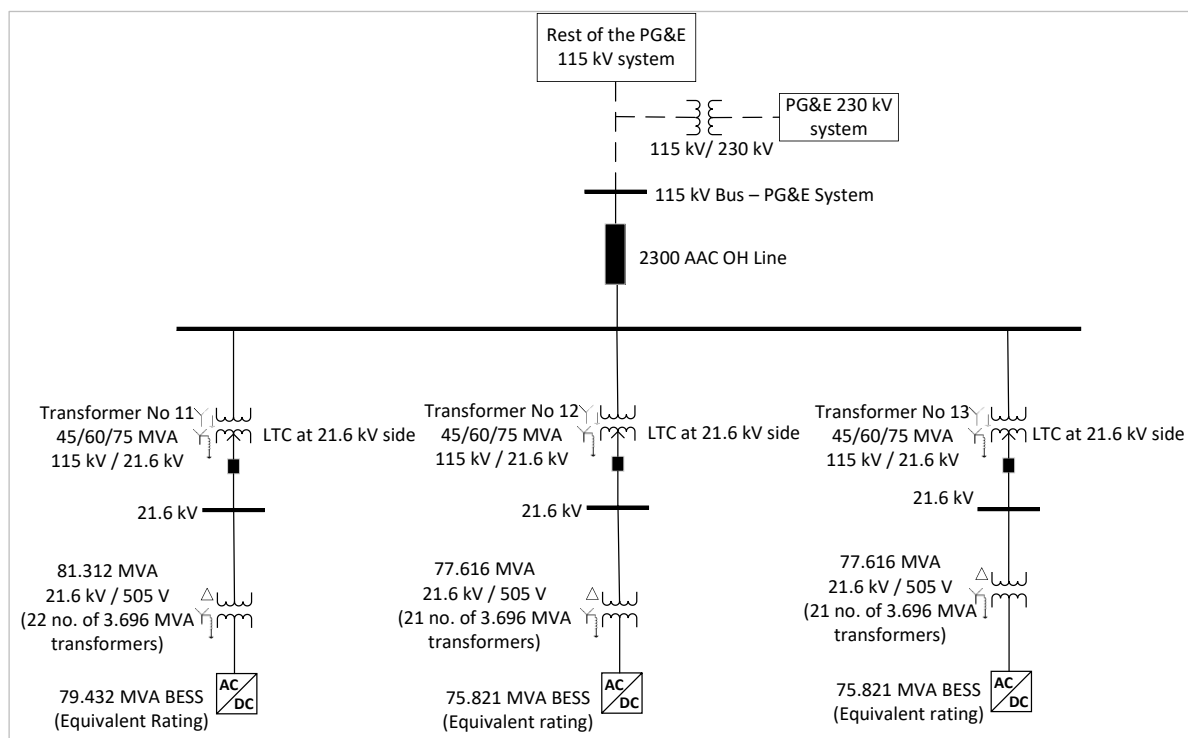 Rest of the PG&E
115 kV system
PG&E 230 kV
system
115 kV/ 230 kV
115 kV Bus – PG&E System
2300 AAC OH Line
Transformer No 11
45/60/75 MVA
115 kV / 21.6 kV
LTC at 21.6 kV side
Transformer No 12
45/60/75 MVA
115 kV / 21.6 kV
LTC at 21.6 kV side
Transformer No 13
45/60/75 MVA
115 kV / 21.6 kV
LTC at 21.6 kV side
21.6 kV
21.6 kV
21.6 kV
81.312 MVA
21.6 kV / 505 V
(22 no. of 3.696 MVA
transformers)
77.616 MVA
21.6 kV / 505 V
(21 no. of 3.696 MVA
transformers)
77.616 MVA
21.6 kV / 505 V
(21 no. of 3.696 MVA
transformers)
79.432 MVA BESS
(Equivalent Rating)
AC
DC
75.821 MVA BESS
(Equivalent rating)
AC
DC
75.821 MVA BESS
(Equivalent rating)
AC
DC